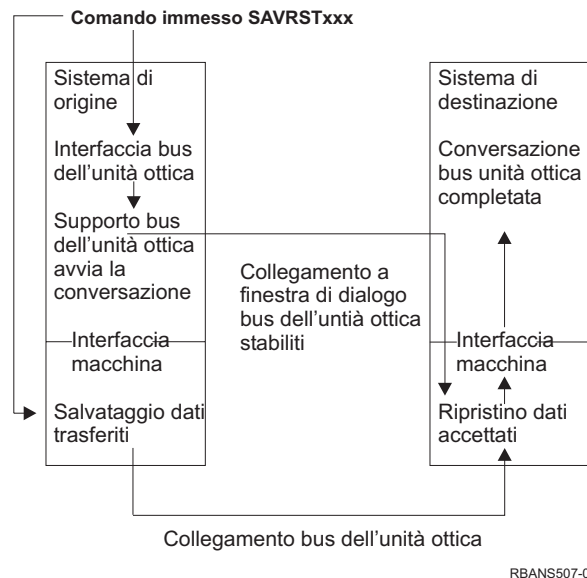 Comando immesso SAVRSTxxx
Sistema di
origine
Interfaccia bus
dell'unità ottica
Supporto bus
dell'unità ottica
avvia la
conversazione
Interfaccia
macchina
Salvataggio dati
trasferiti
Collegamento a
finestra di dialogo
bus dell'untià ottica
stabiliti
Sistema di
destinazione
Conversazione
bus unità ottica
completata
Interfaccia
macchina
Ripristino dati
accettati
Collegamento bus dell'unità ottica